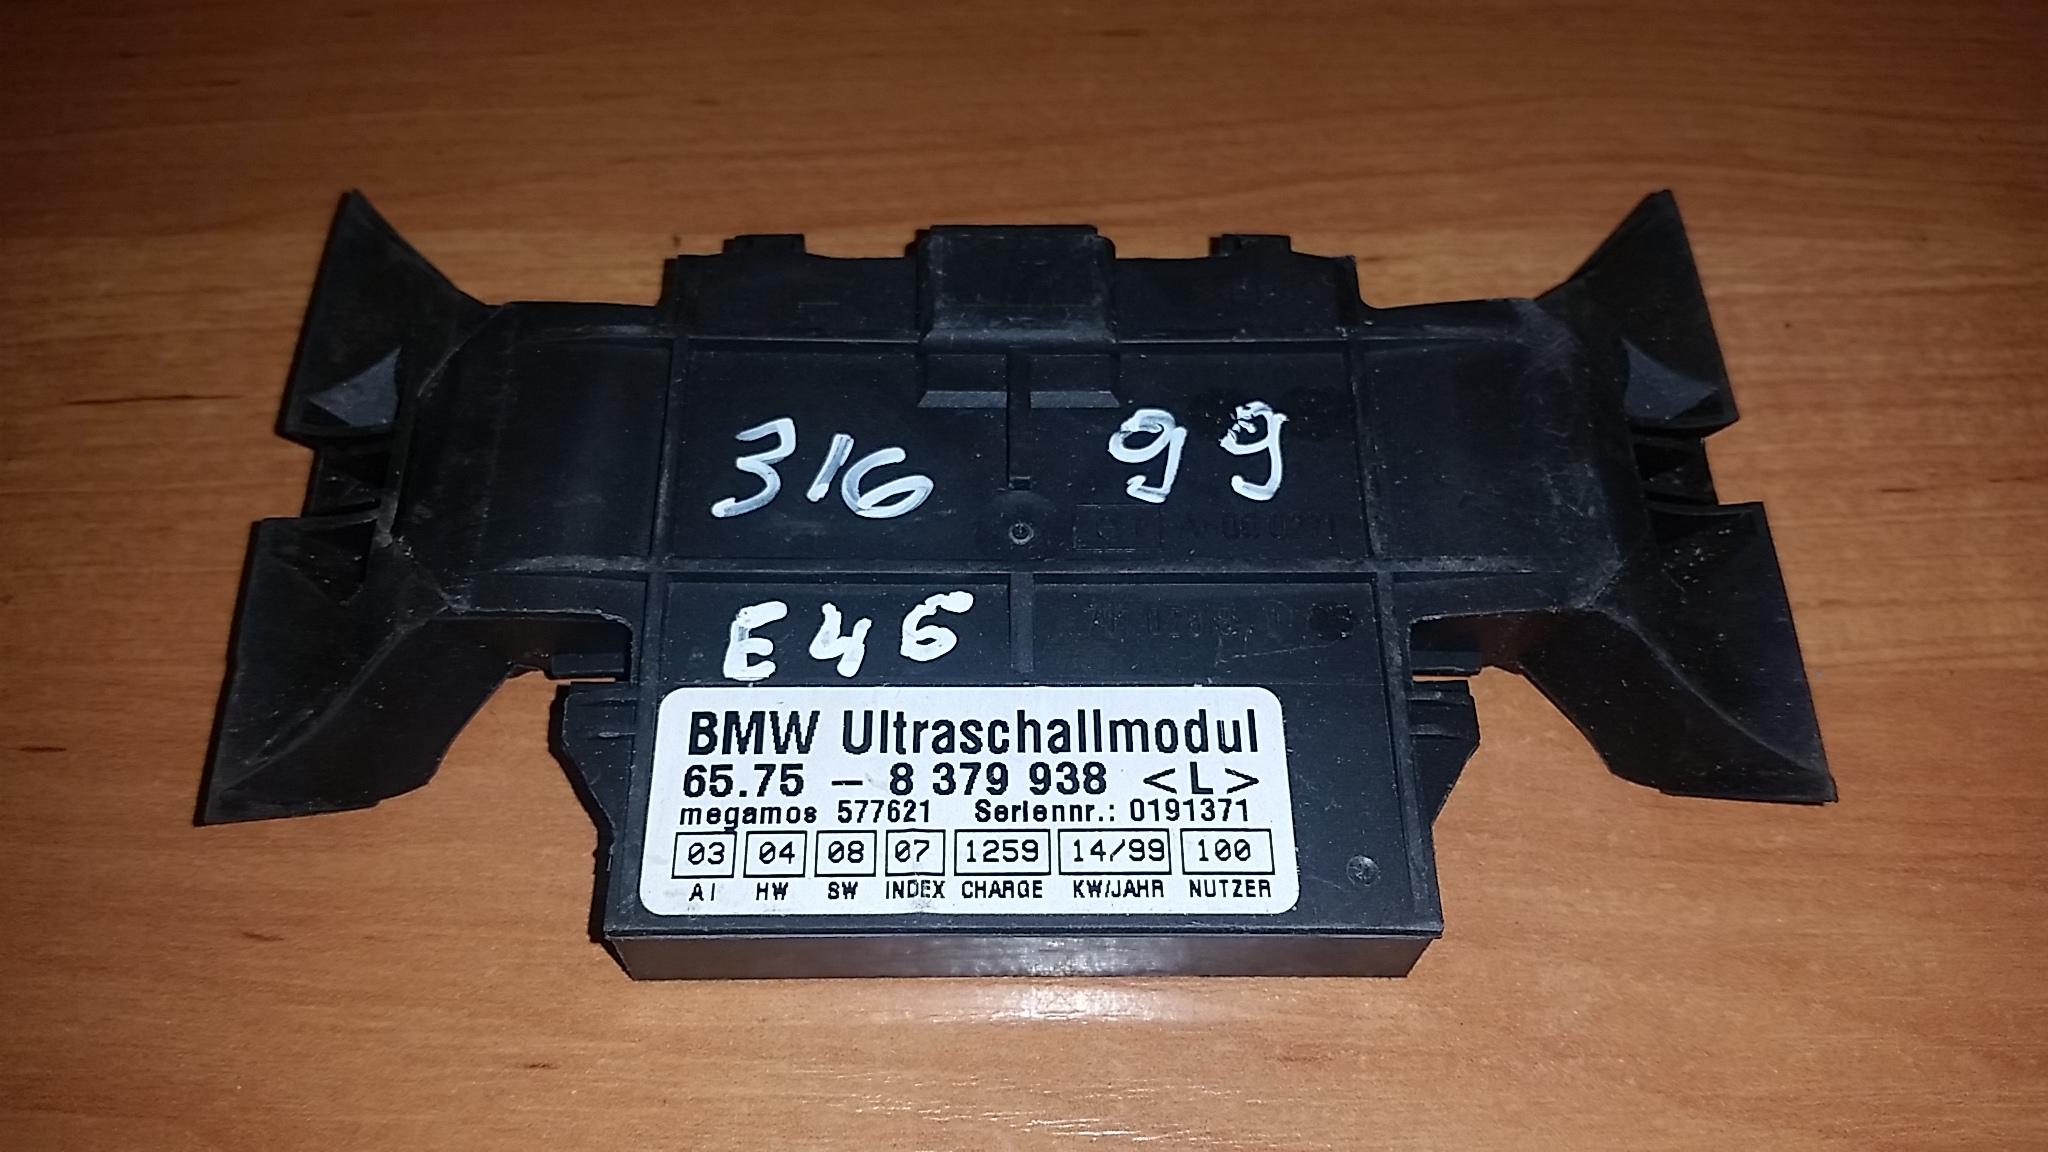 316 99
E46
BMW Ultraschallmodul
65.75 - 8 379 938 <L>
megamos 577621 Seriennr.: 0191371
03 04 08 07 1259 14/99 100
AI HW SW INDEX CHARGE KW/JAHR NUTZER